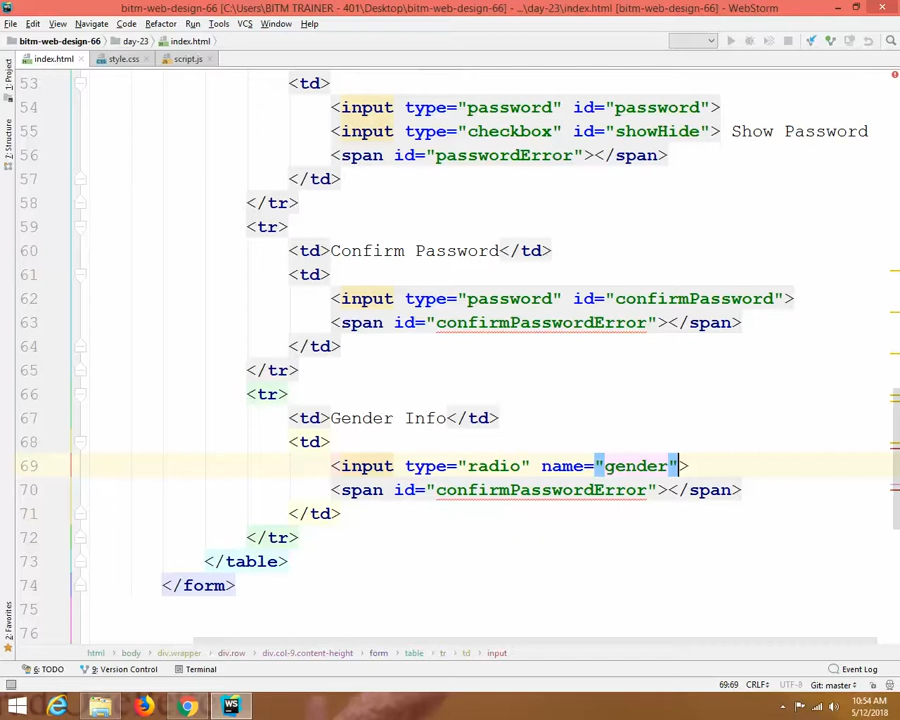 bitm-web-design-66 [C:\Users\BITM TRAINER - 401\Desktop\bitm-web-design-66] - ...\day-23\index.html [bitm-web-design-66] - WebStorm
File Edit View Navigate Code Refactor Run Tools VCS Window Help
bitm-web-design-66 day-23 index.html
index.html style.css script.js
1: Project
7: Structure
2: Favorites
53 <td>
54 <input type="password" id="password">
55 <input type="checkbox" id="showHide"> Show Password
56 <span id="passwordError"></span>
57 </td>
58 </tr>
59 <tr>
60 <td>Confirm Password</td>
61 <td>
62 <input type="password" id="confirmPassword">
63 <span id="confirmPasswordError"></span>
64 </td>
65 </tr>
66 <tr>
67 <td>Gender Info</td>
68 <td>
69 <input type="radio" name="gender">
70 <span id="confirmPasswordError"></span>
71 </td>
72 </tr>
73 </table>
74 </form>
75
76
html body div.wrapper div.row div.col-9.content-height form table tr td input
6: TODO 9: Version Control Terminal Event Log
69:69 CRLF UTF-8 Git: master
WS
10:54 AM
5/12/2018